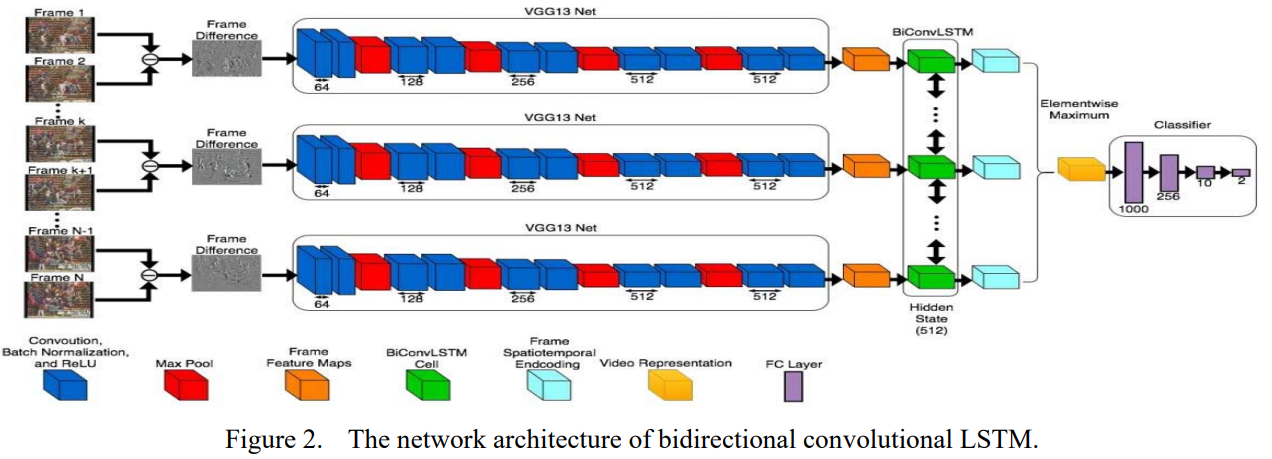 VGG13 Net
Frame 1
Frame
Difference
BiConvLSTM
64
128
256
512
512
Frame 2
Elementwise
Maximum
VGG13 Net
Classifier
Frame k
Frame
Difference
Frame k+1
64
128
256
512
512
1000
256
10
2
VGG13 Net
Frame N-1
Frame
Difference
Frame N
64
128
256
512
512
Hidden
State
(512)
Convoution,
Batch Normalization,
and ReLU
Max Pool
Frame
Feature Maps
BiConvLSTM
Cell
Frame
Spatiotemporal
Endcoding
Video Representation
FC Layer
Figure 2. The network architecture of bidirectional convolutional LSTM.